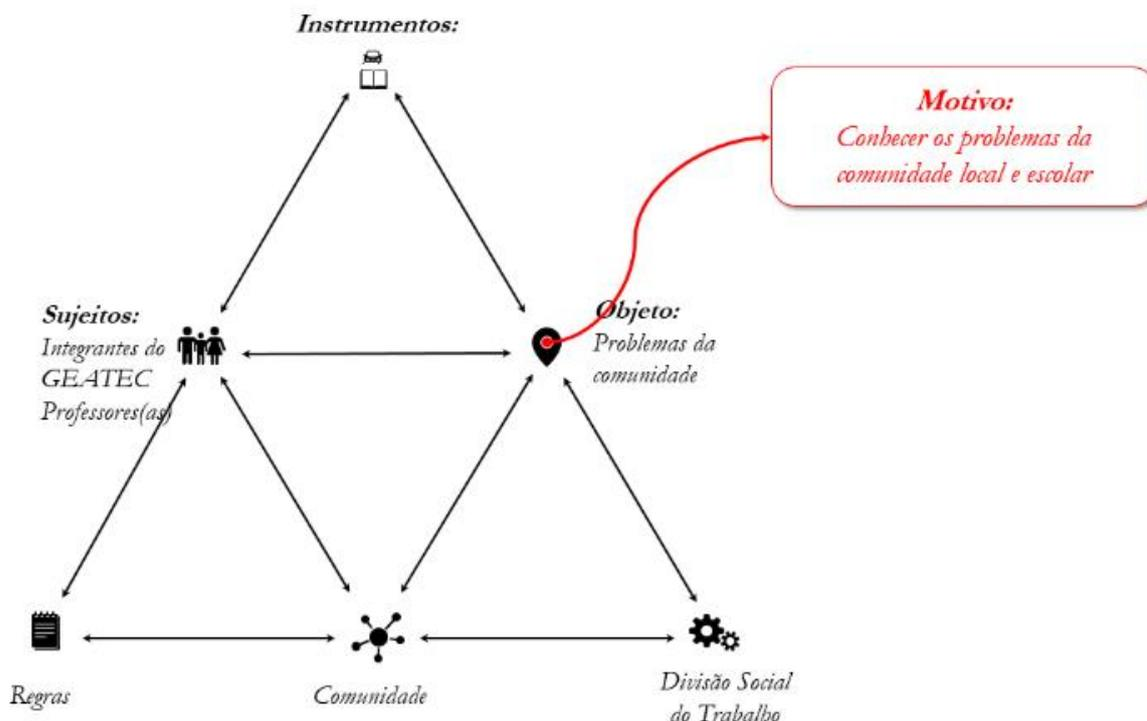 Instrumentos:
Motivo:
Conhecer os problemas da
comunidade local e escolar
Sujeitos:
Integrantes do
GEATEC
Professores(as)
Objeto:
Problemas da
comunidade
Regras
Comunidade
Divisão Social
do Trabalho